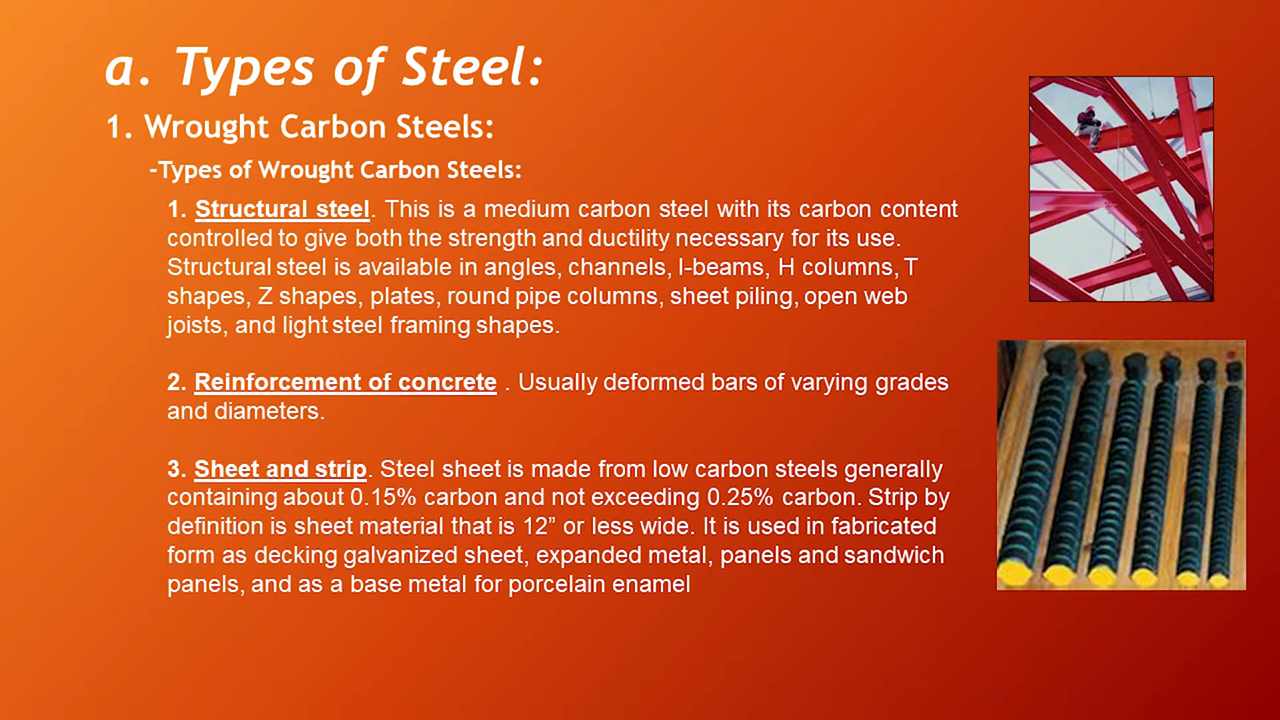 a. Types of Steel:
1. Wrought Carbon Steels:
-Types of Wrought Carbon Steels:
1. Structural steel. This is a medium carbon steel with its carbon content
controlled to give both the strength and ductility necessary for its use.
Structural steel is available in angles, channels, I-beams, H columns, T
shapes, Z shapes, plates, round pipe columns, sheet piling, open web
joists, and light steel framing shapes.
2. Reinforcement of concrete . Usually deformed bars of varying grades
and diameters.
3. Sheet and strip. Steel sheet is made from low carbon steels generally
containing about 0.15% carbon and not exceeding 0.25% carbon. Strip by
definition is sheet material that is 12” or less wide. It is used in fabricated
form as decking galvanized sheet, expanded metal, panels and sandwich
panels, and as a base metal for porcelain enamel